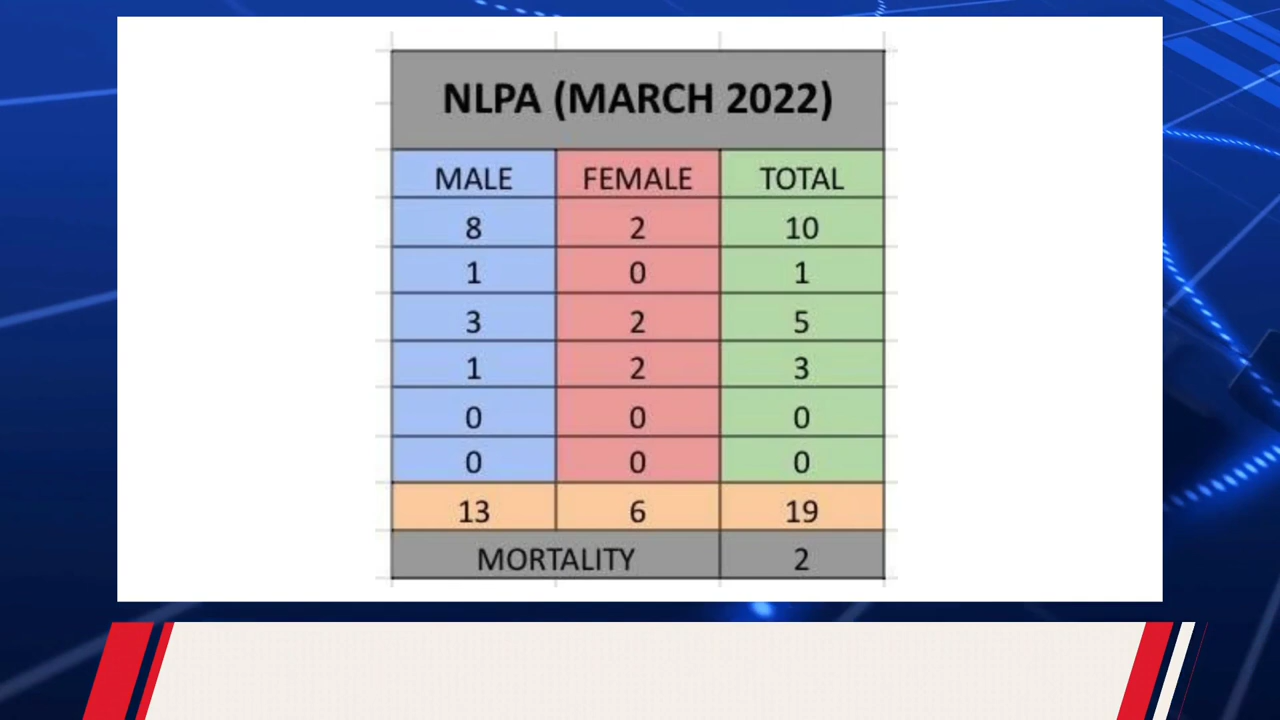 NLPA (MARCH 2022)
MALE FEMALE TOTAL
8 2 10
1 0 1
3 2 5
1 2 3
0 0 0
0 0 0
13 6 19
MORTALITY 2